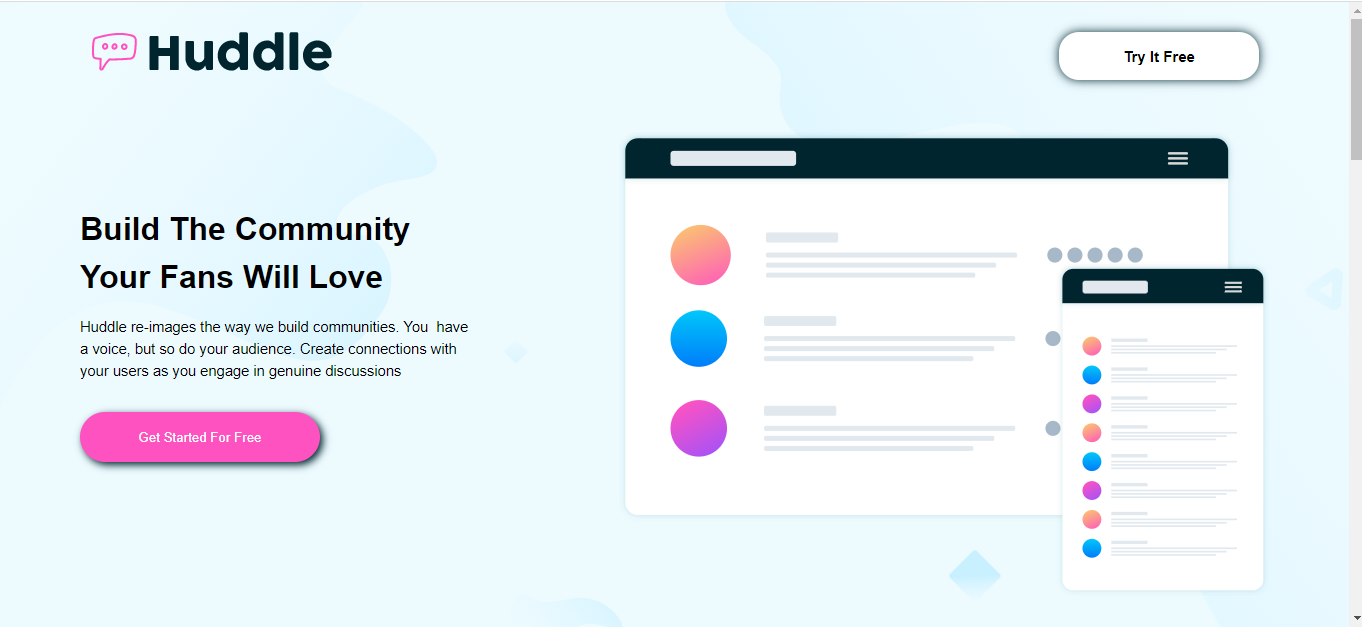 Huddle
Try It Free
Build The Community
Your Fans Will Love
Huddle re-images the way we build communities. You  have
a voice, but so do your audience. Create connections with
your users as you engage in genuine discussions
Get Started For Free